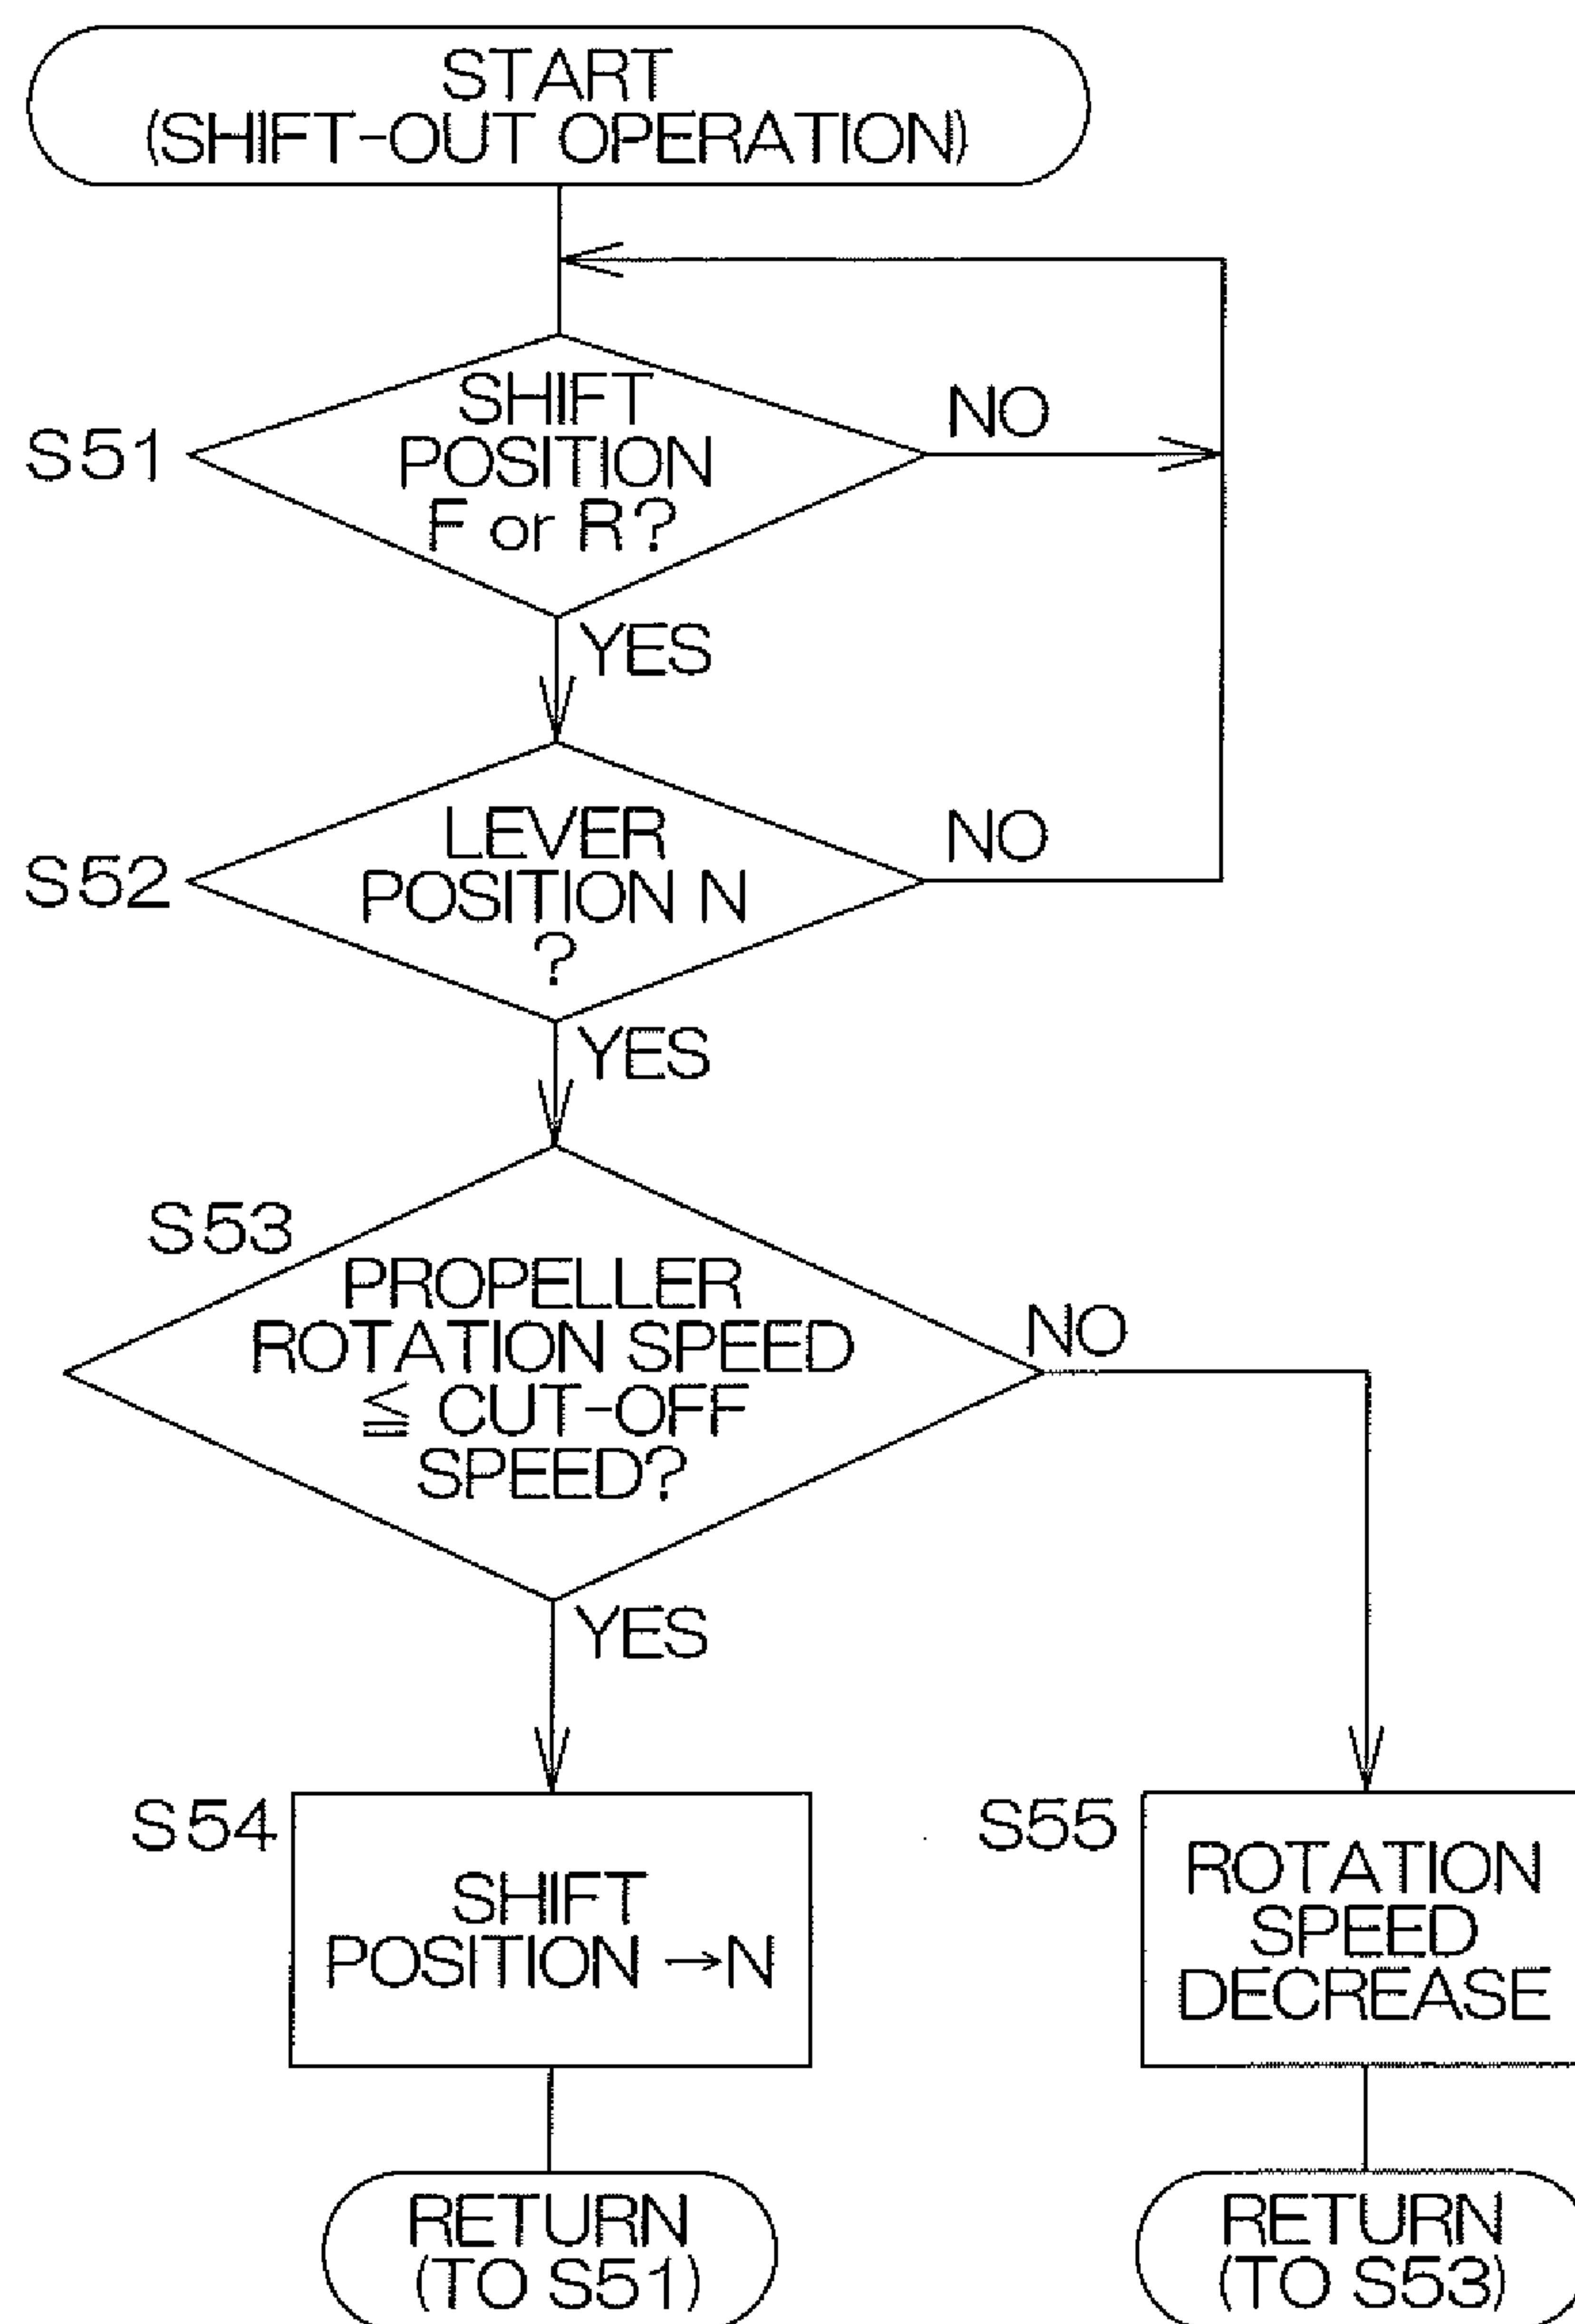 START
(SHIFT-OUT OPERATION)
S51
SHIFT
POSITION
F or R?
NO
YES
S52
LEVER
POSITION N
?
NO
YES
S53
PROPELLER
ROTATION SPEED
≦ CUT-OFF
SPEED?
NO
YES
S54
SHIFT
POSITION →N
S55
ROTATION
SPEED
DECREASE
RETURN
(TO S51)
RETURN
(TO S53)